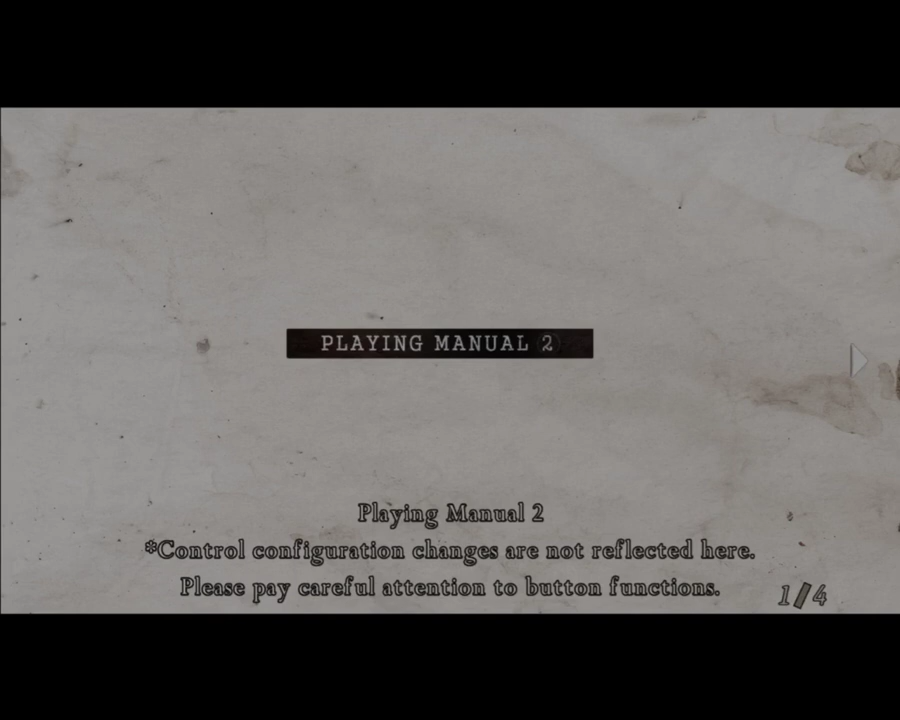 PLAYING MANUAL 2
Playing Manual 2
*Control configuration changes are not reflected here.
Please pay careful attention to button functions.
1/4